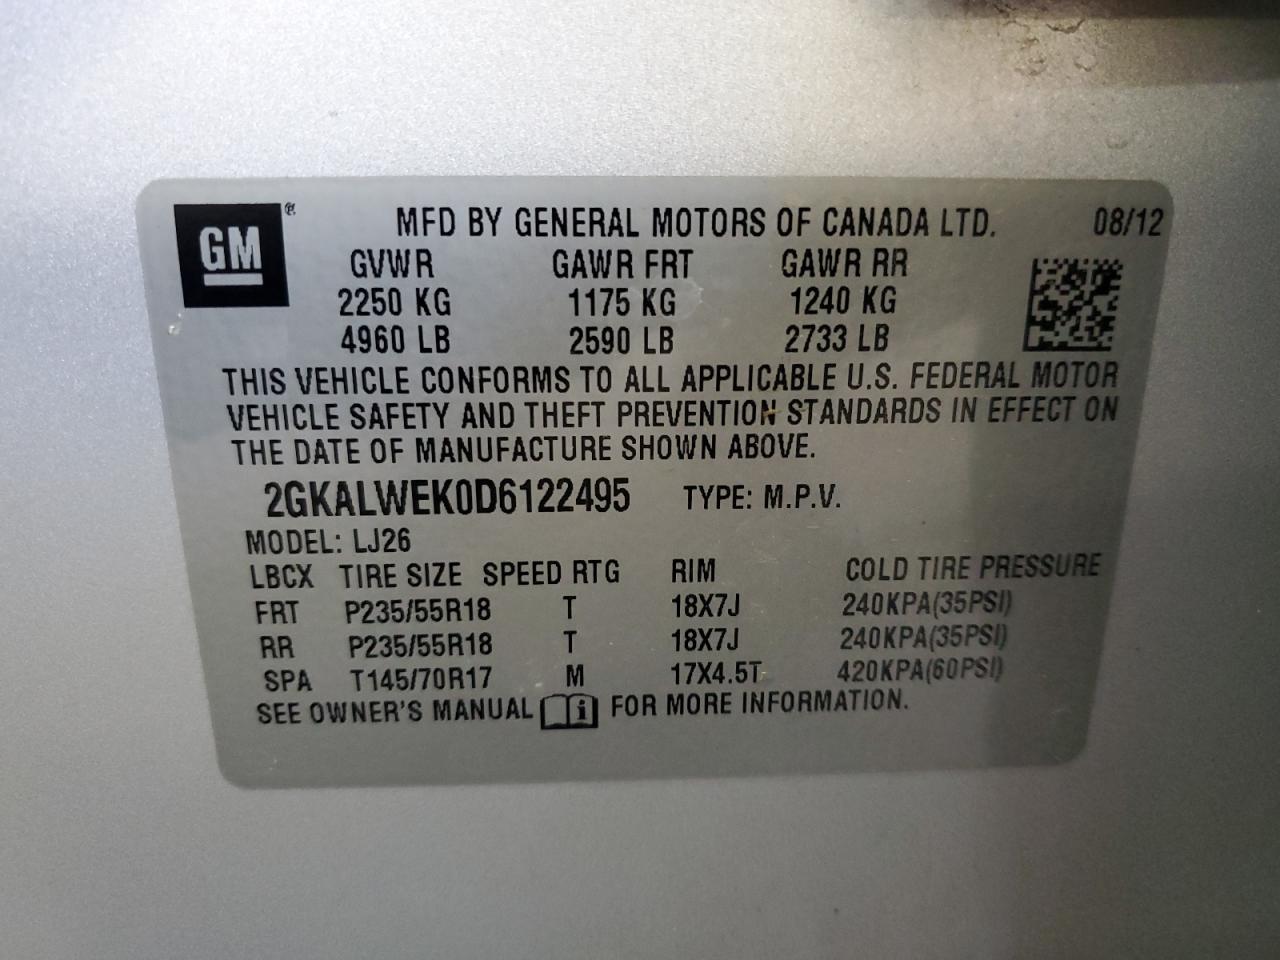 GM ® MFD BY GENERAL MOTORS OF CANADA LTD. 08/12
GVWR GAWR FRT GAWR RR
2250 KG 1175 KG 1240 KG
4960 LB 2590 LB 2733 LB
THIS VEHICLE CONFORMS TO ALL APPLICABLE U.S. FEDERAL MOTOR
VEHICLE SAFETY AND THEFT PREVENTION STANDARDS IN EFFECT ON
THE DATE OF MANUFACTURE SHOWN ABOVE.
2GKALWEK0D6122495 TYPE: M.P.V.
MODEL: LJ26
LBCX TIRE SIZE SPEED RTG RIM COLD TIRE PRESSURE
FRT P235/55R18 T 18X7J 240KPA(35PSI)
RR P235/55R18 T 18X7J 240KPA(35PSI)
SPA T145/70R17 M 17X4.5T 420KPA(60PSI)
SEE OWNER'S MANUAL i FOR MORE INFORMATION.